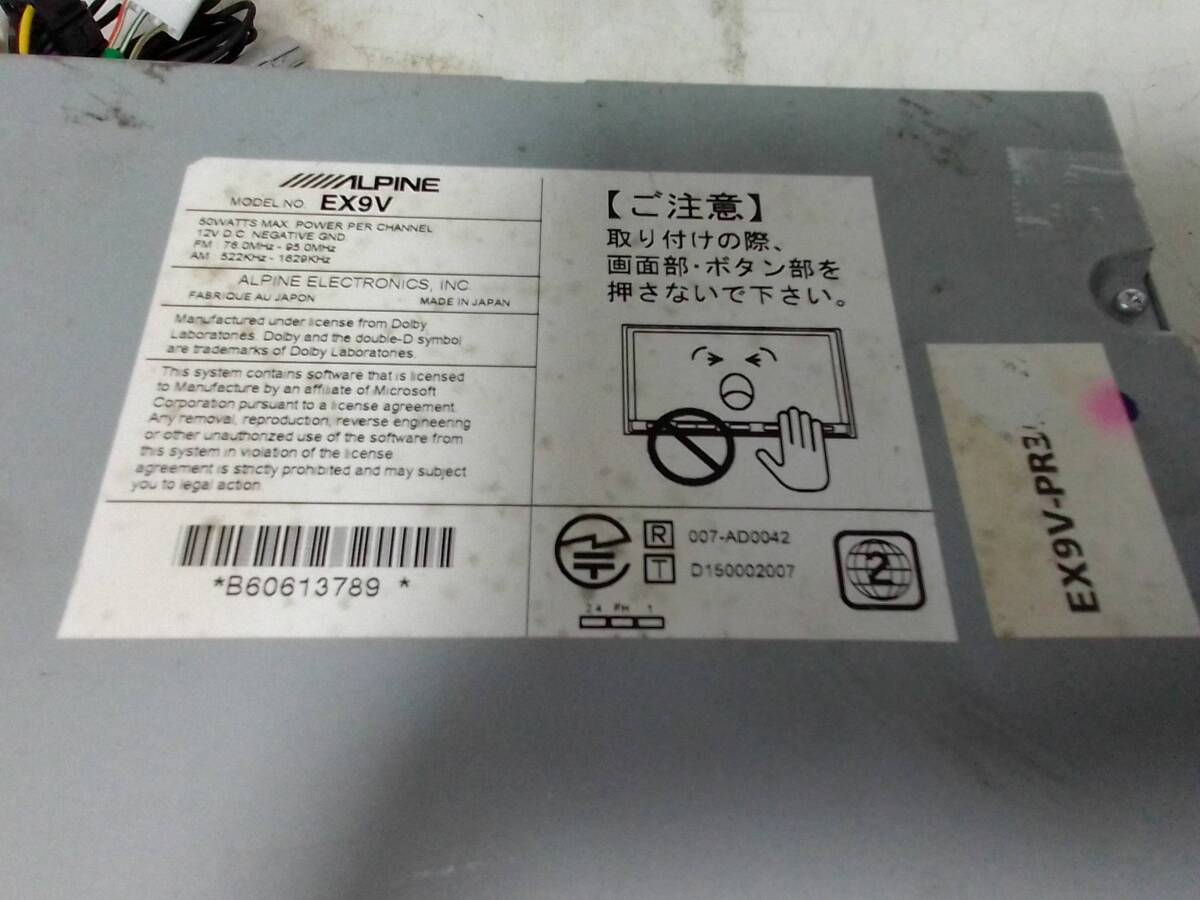 ALPINE
MODEL NO. EX9V
50WATTS MAX. POWER PER CHANNEL
12V D.C. NEGATIVE GND
FM : 76.0MHz - 95.0MHz
AM : 522KHz - 1629KHz
ALPINE ELECTRONICS, INC.
FABRIQUE AU JAPON MADE IN JAPAN
Manufactured under license from Dolby
Laboratories. Dolby and the double-D symbol
are trademarks of Dolby Laboratories.
This system contains software that is licensed
to Manufacture by an affiliate of Microsoft
Corporation pursuant to a license agreement.
Any removal, reproduction, reverse engineering
or other unauthorized use of the software from
this system in violation of the license
agreement is strictly prohibited and may subject
you to legal action.
*B60613789 *
【ご注意】
取り付けの際、
画面部・ボタン部を
押さないで下さい。
R 007-AD0042
T D150002007
2.4 FH 1
2
EX9V-PR3